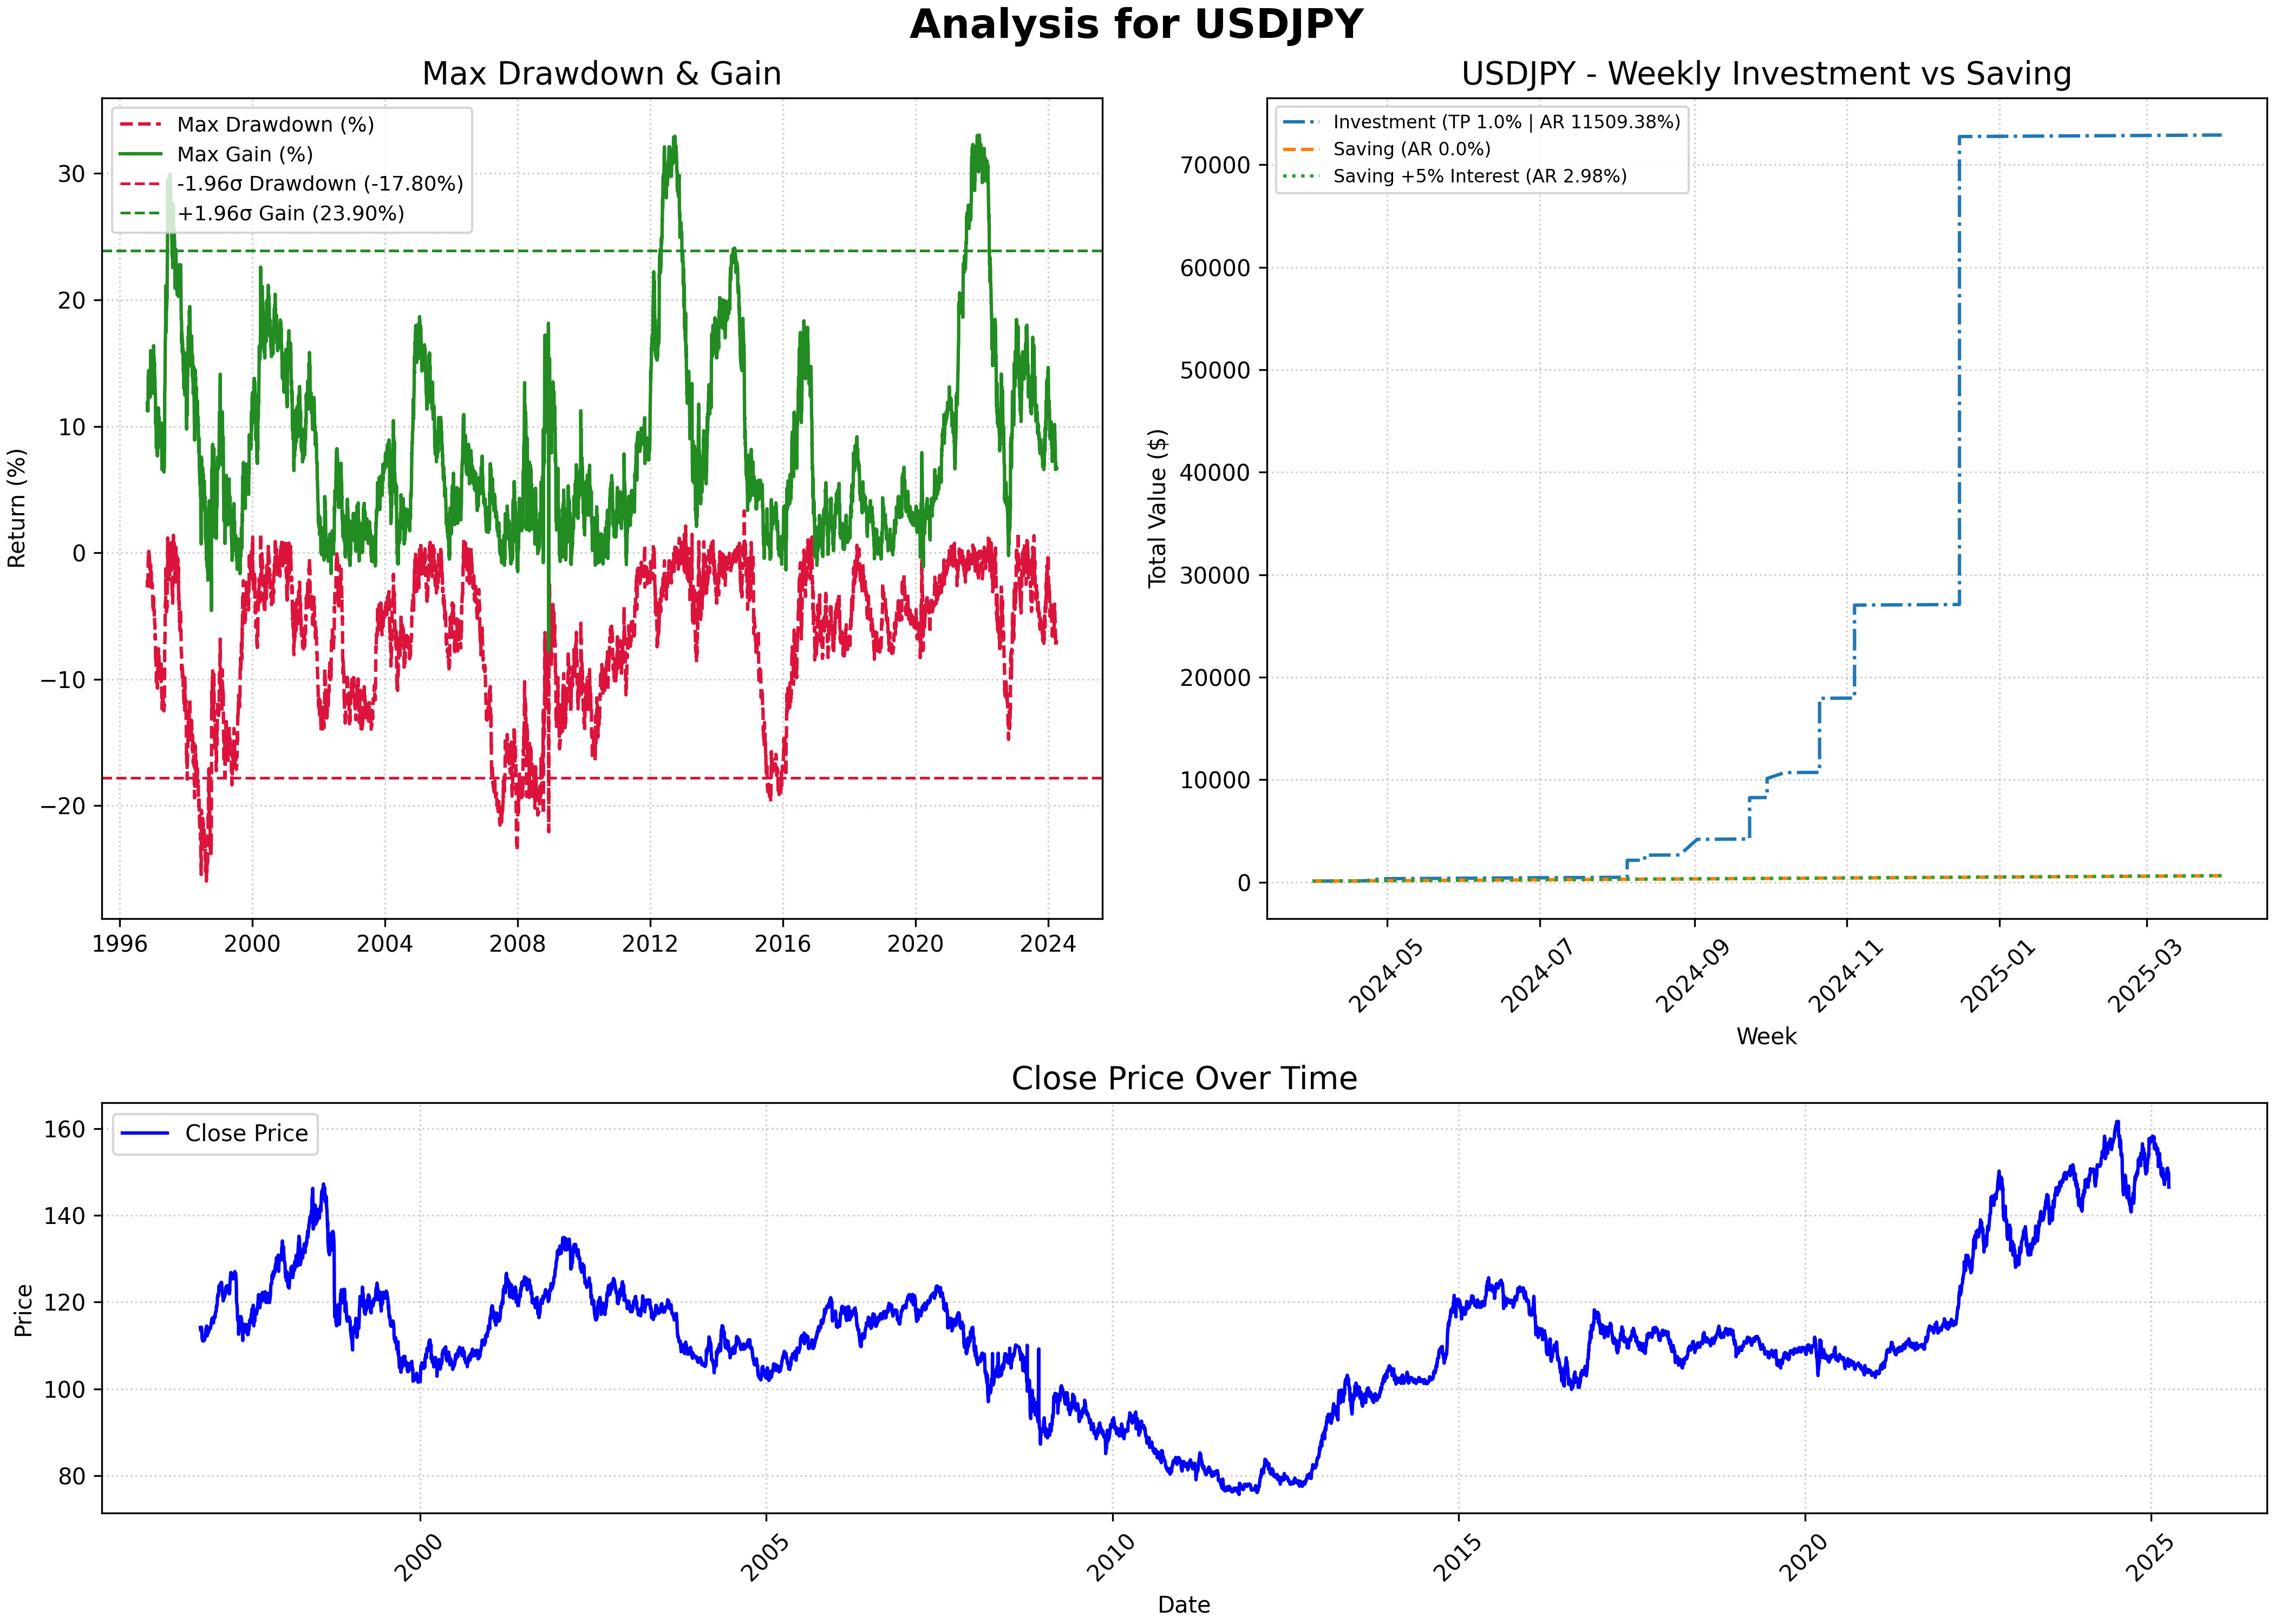 Analysis for USDJPY
Max Drawdown & Gain
Max Drawdown (%)
Max Gain (%)
-1.96σ Drawdown (-17.80%)
+1.96σ Gain (23.90%)
Return (%)
30
20
10
0
−10
−20
1996 2000 2004 2008 2012 2016 2020 2024
USDJPY - Weekly Investment vs Saving
Investment (TP 1.0% | AR 11509.38%)
Saving (AR 0.0%)
Saving +5% Interest (AR 2.98%)
Total Value ($)
70000
60000
50000
40000
30000
20000
10000
0
2024-05 2024-07 2024-09 2024-11 2025-01 2025-03
Week
Close Price Over Time
Close Price
Price
160
140
120
100
80
2000 2005 2010 2015 2020 2025
Date